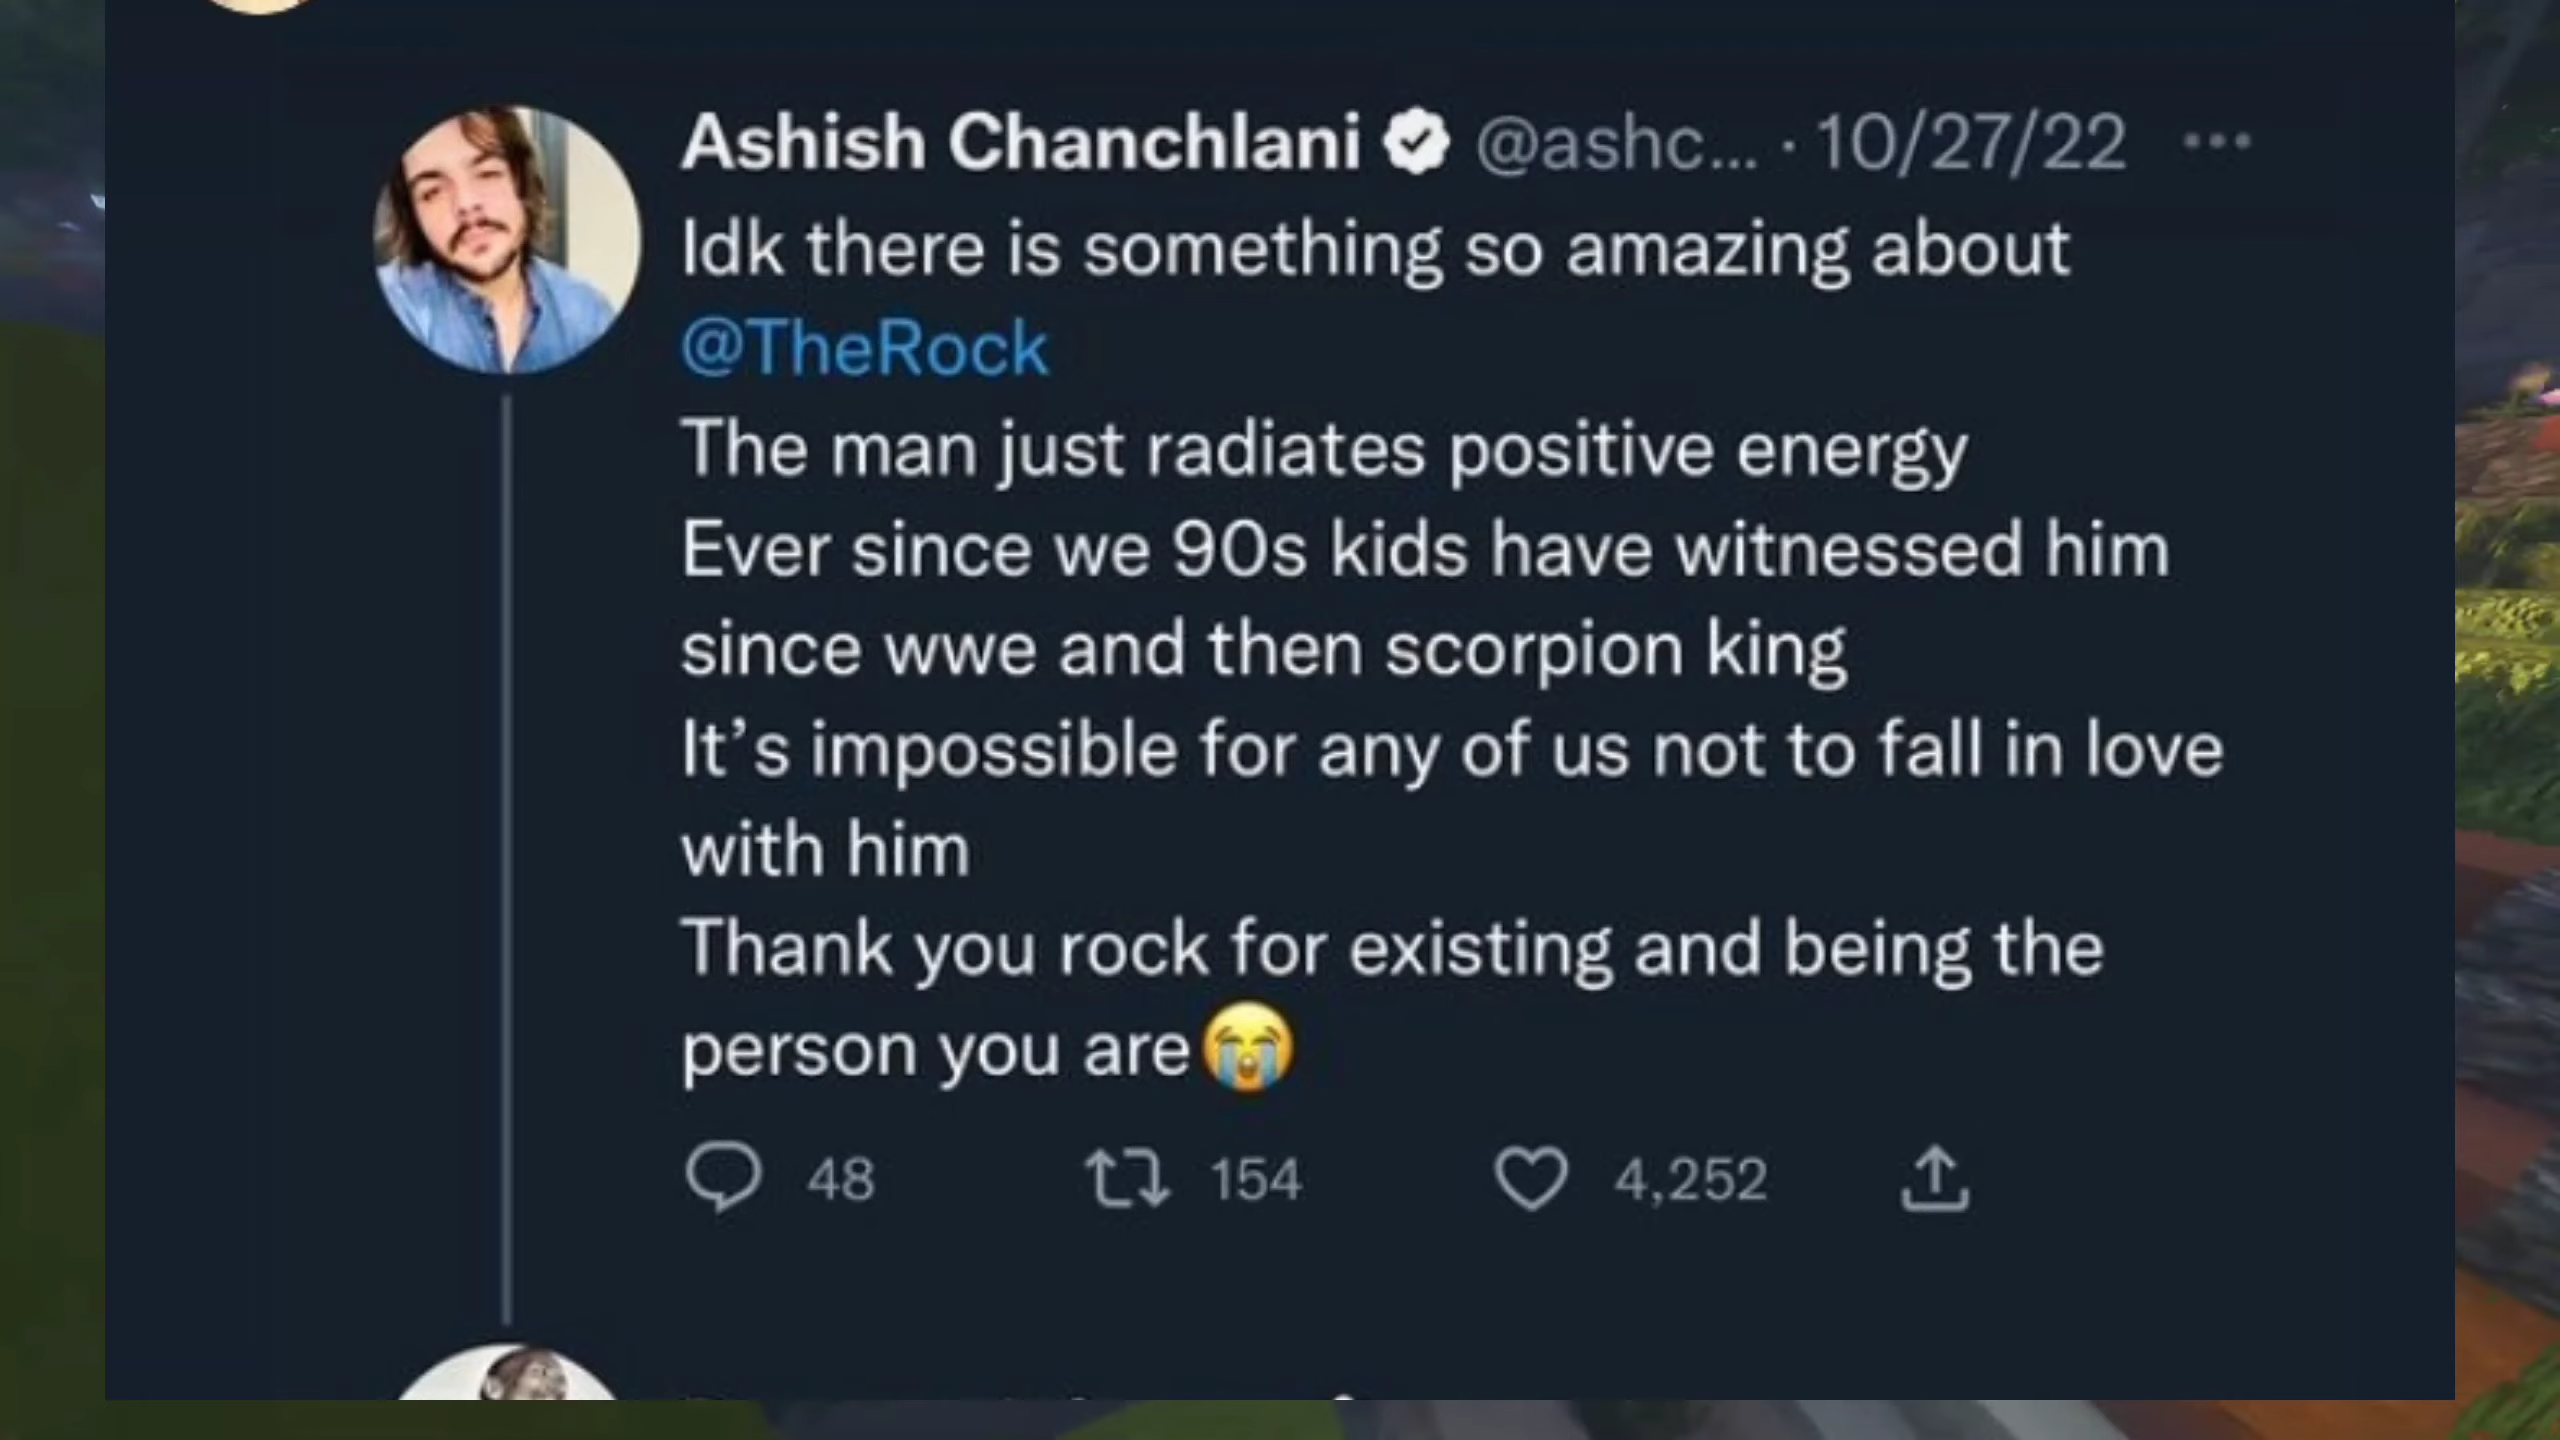 Ashish Chanchlani @ashc... · 10/27/22 ...
Idk there is something so amazing about
@TheRock
The man just radiates positive energy
Ever since we 90s kids have witnessed him
since wwe and then scorpion king
It’s impossible for any of us not to fall in love
with him
Thank you rock for existing and being the
person you are😭
48 154 4,252